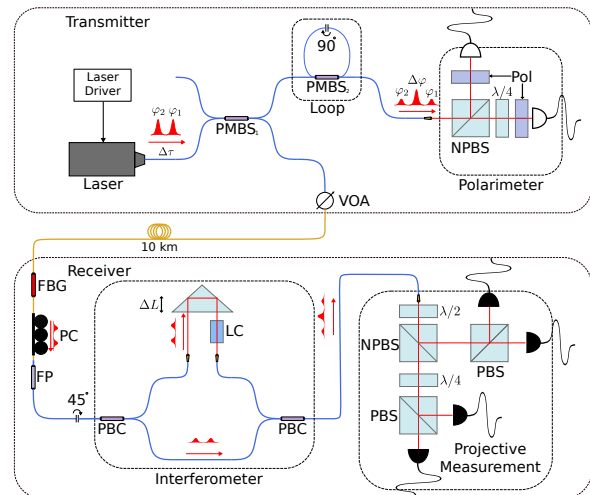 Transmitter
90°
Laser
Driver
PMBS₂
Loop
φ₂ φ₁
Δτ
Laser
PMBS₁
Δφ
φ₂ φ₁
Pol
λ/4
NPBS
Polarimeter
VOA
10 km
Receiver
FBG
PC
FP
45°
PBC
ΔL
LC
PBC
Interferometer
λ/2
NPBS
PBS
λ/4
PBS
Projective
Measurement